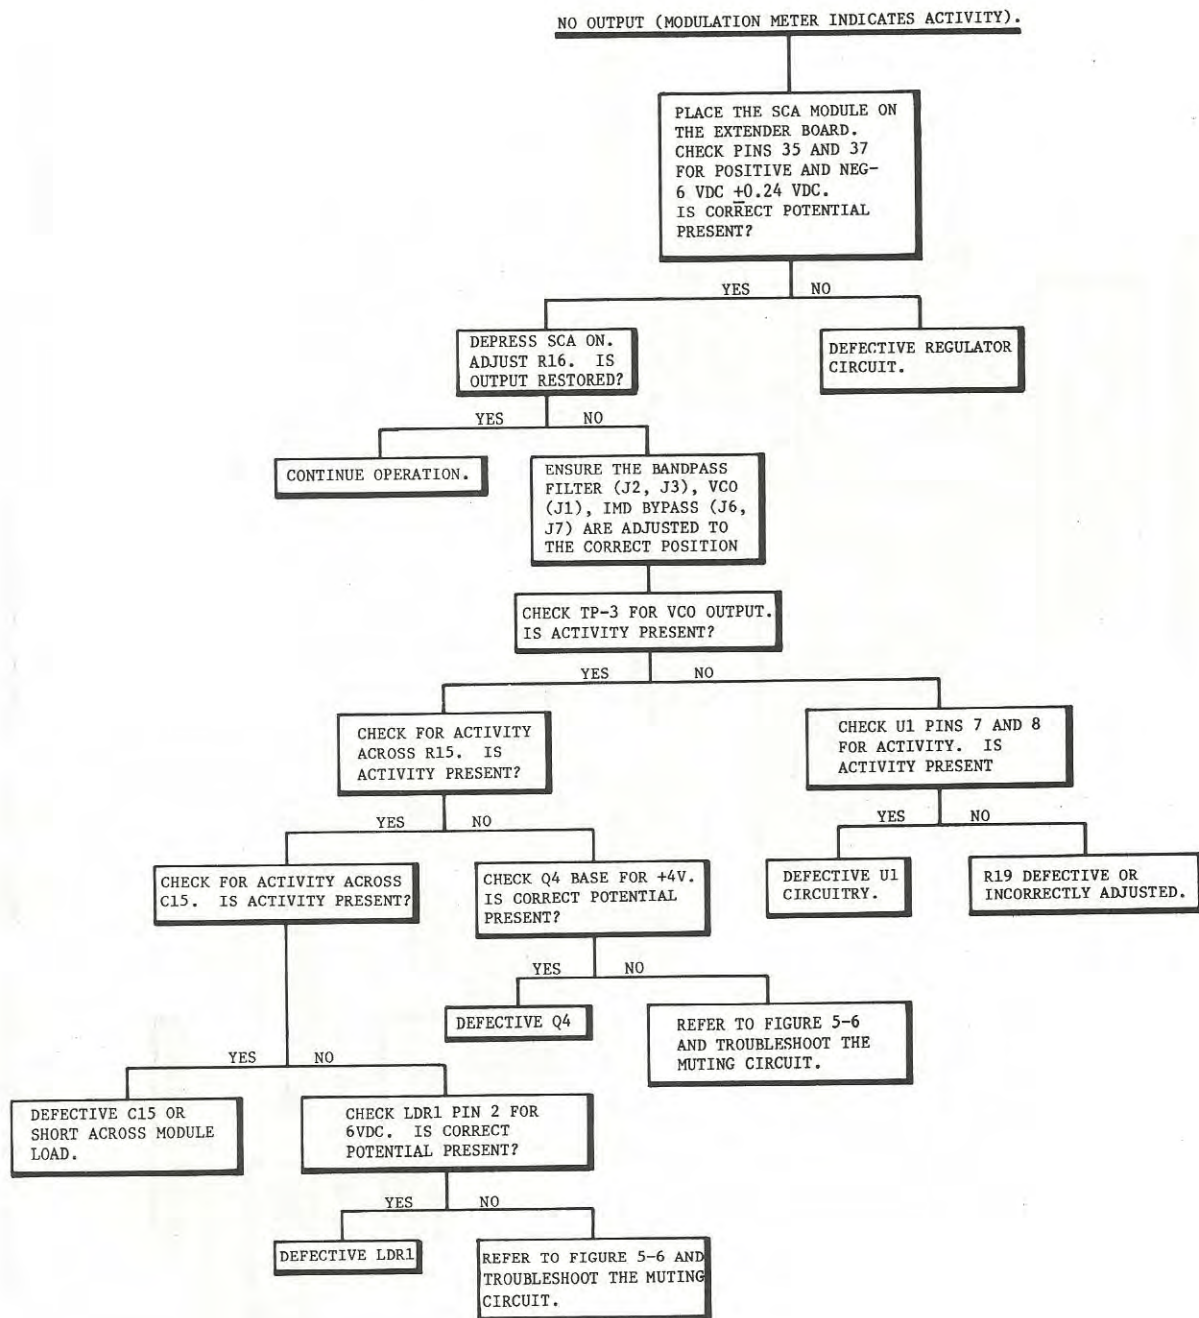 NO OUTPUT (MODULATION METER INDICATES ACTIVITY).
PLACE THE SCA MODULE ON
THE EXTENDER BOARD.
CHECK PINS 35 AND 37
FOR POSITIVE AND NEG-
6 VDC ±0.24 VDC.
IS CORRECT POTENTIAL
PRESENT?
YES NO
DEPRESS SCA ON.
ADJUST R16. IS
OUTPUT RESTORED?
DEFECTIVE REGULATOR
CIRCUIT.
YES NO
CONTINUE OPERATION.
ENSURE THE BANDPASS
FILTER (J2, J3), VCO
(J1), IMD BYPASS (J6,
J7) ARE ADJUSTED TO
THE CORRECT POSITION
CHECK TP-3 FOR VCO OUTPUT.
IS ACTIVITY PRESENT?
YES NO
CHECK FOR ACTIVITY
ACROSS R15. IS
ACTIVITY PRESENT?
CHECK U1 PINS 7 AND 8
FOR ACTIVITY. IS
ACTIVITY PRESENT
YES NO
YES NO
CHECK FOR ACTIVITY ACROSS
C15. IS ACTIVITY PRESENT?
CHECK Q4 BASE FOR +4V.
IS CORRECT POTENTIAL
PRESENT?
DEFECTIVE U1
CIRCUITRY.
R19 DEFECTIVE OR
INCORRECTLY ADJUSTED.
YES NO
DEFECTIVE Q4
REFER TO FIGURE 5-6
AND TROUBLESHOOT THE
MUTING CIRCUIT.
YES NO
DEFECTIVE C15 OR
SHORT ACROSS MODULE
LOAD.
CHECK LDR1 PIN 2 FOR
6VDC. IS CORRECT
POTENTIAL PRESENT?
YES NO
DEFECTIVE LDR1
REFER TO FIGURE 5-6 AND
TROUBLESHOOT THE MUTING
CIRCUIT.